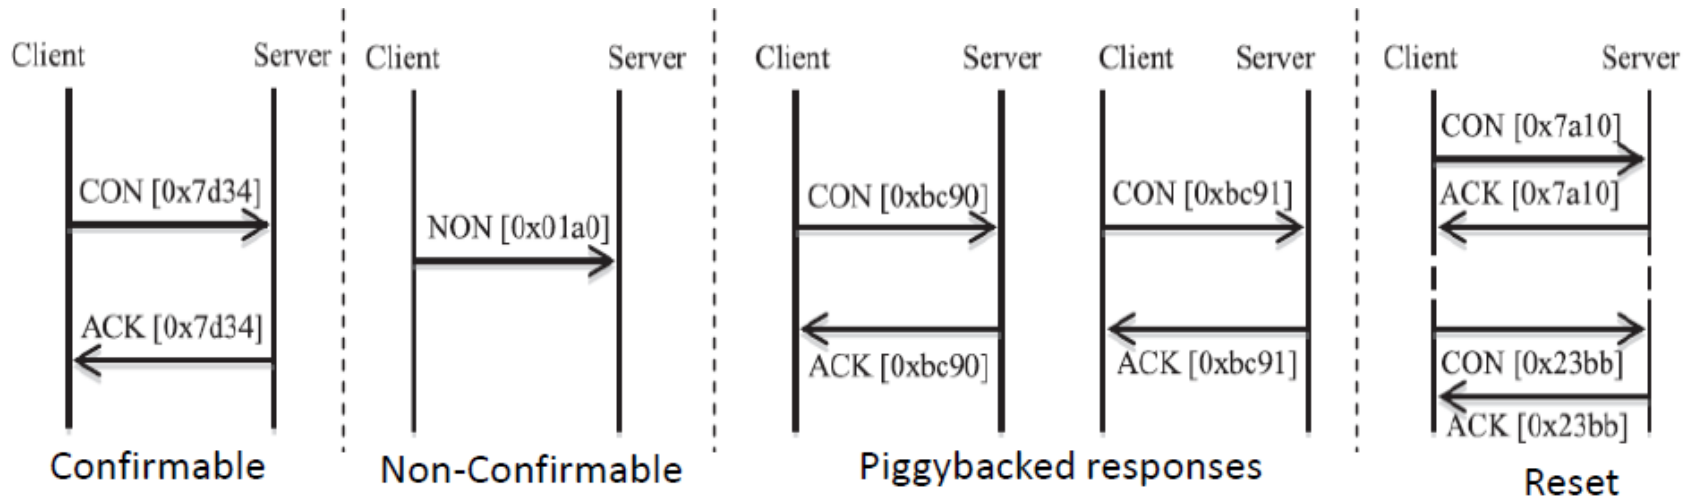 Client Server
CON [0x7d34]
ACK [0x7d34]
Confirmable
Client Server
NON [0x01a0]
Non-Confirmable
Client Server
CON [0xbc90]
ACK [0xbc90]
Client Server
CON [0xbc91]
ACK [0xbc91]
Piggybacked responses
Client Server
CON [0x7a10]
ACK [0x7a10]
CON [0x23bb]
ACK [0x23bb]
Reset